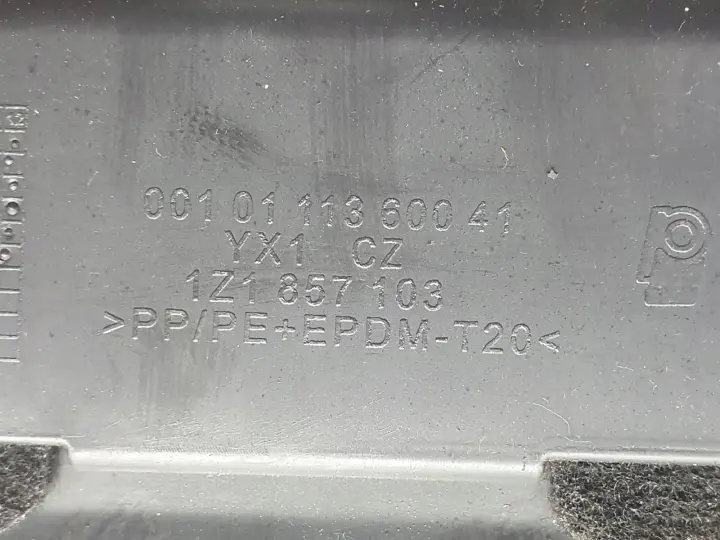 001 01 113 600 41
YX1 CZ
1Z1 857 103
>PP/PE+EPDM-T20<